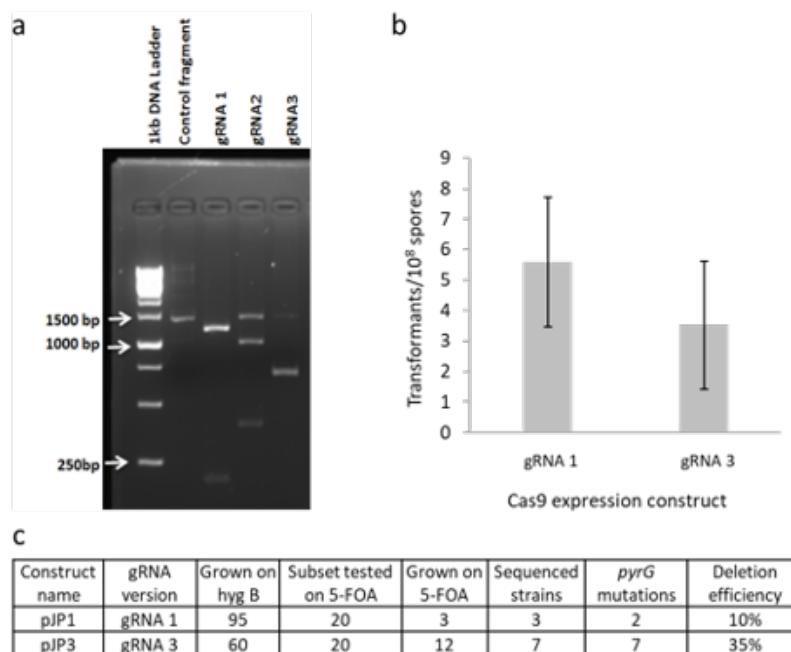 a
b
1kb DNA Ladder
Control fragment
gRNA 1
gRNA2
gRNA3
1500 bp
1000 bp
250bp
Transformants/10⁸ spores
9
8
7
6
5
4
3
2
1
0
gRNA 1 gRNA 3
Cas9 expression construct
c
Construct name gRNA version Grown on hyg B Subset tested on 5-FOA Grown on 5-FOA Sequenced strains pyrG mutations Deletion efficiency
pJP1 gRNA 1 95 20 3 3 2 10%
pJP3 gRNA 3 60 20 12 7 7 35%